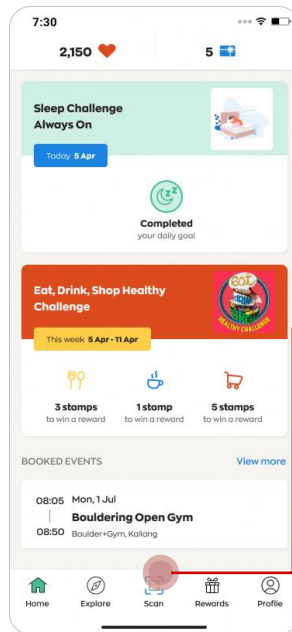 7:30
2,150
5
Sleep Challenge
Always On
Today 5 Apr
Completed
your daily goal
Eat, Drink, Shop Healthy
Challenge
eat
HEALTHY CHALLENGE
This week 5 Apr - 11 Apr
3 stamps 1 stamp 5 stamps
to win a reward to win a reward to win a reward
BOOKED EVENTS View more
08:05 Mon, 1 Jul
Bouldering Open Gym
08:50 Boulder+Gym, Kallang
Home Explore Scan Rewards Profile